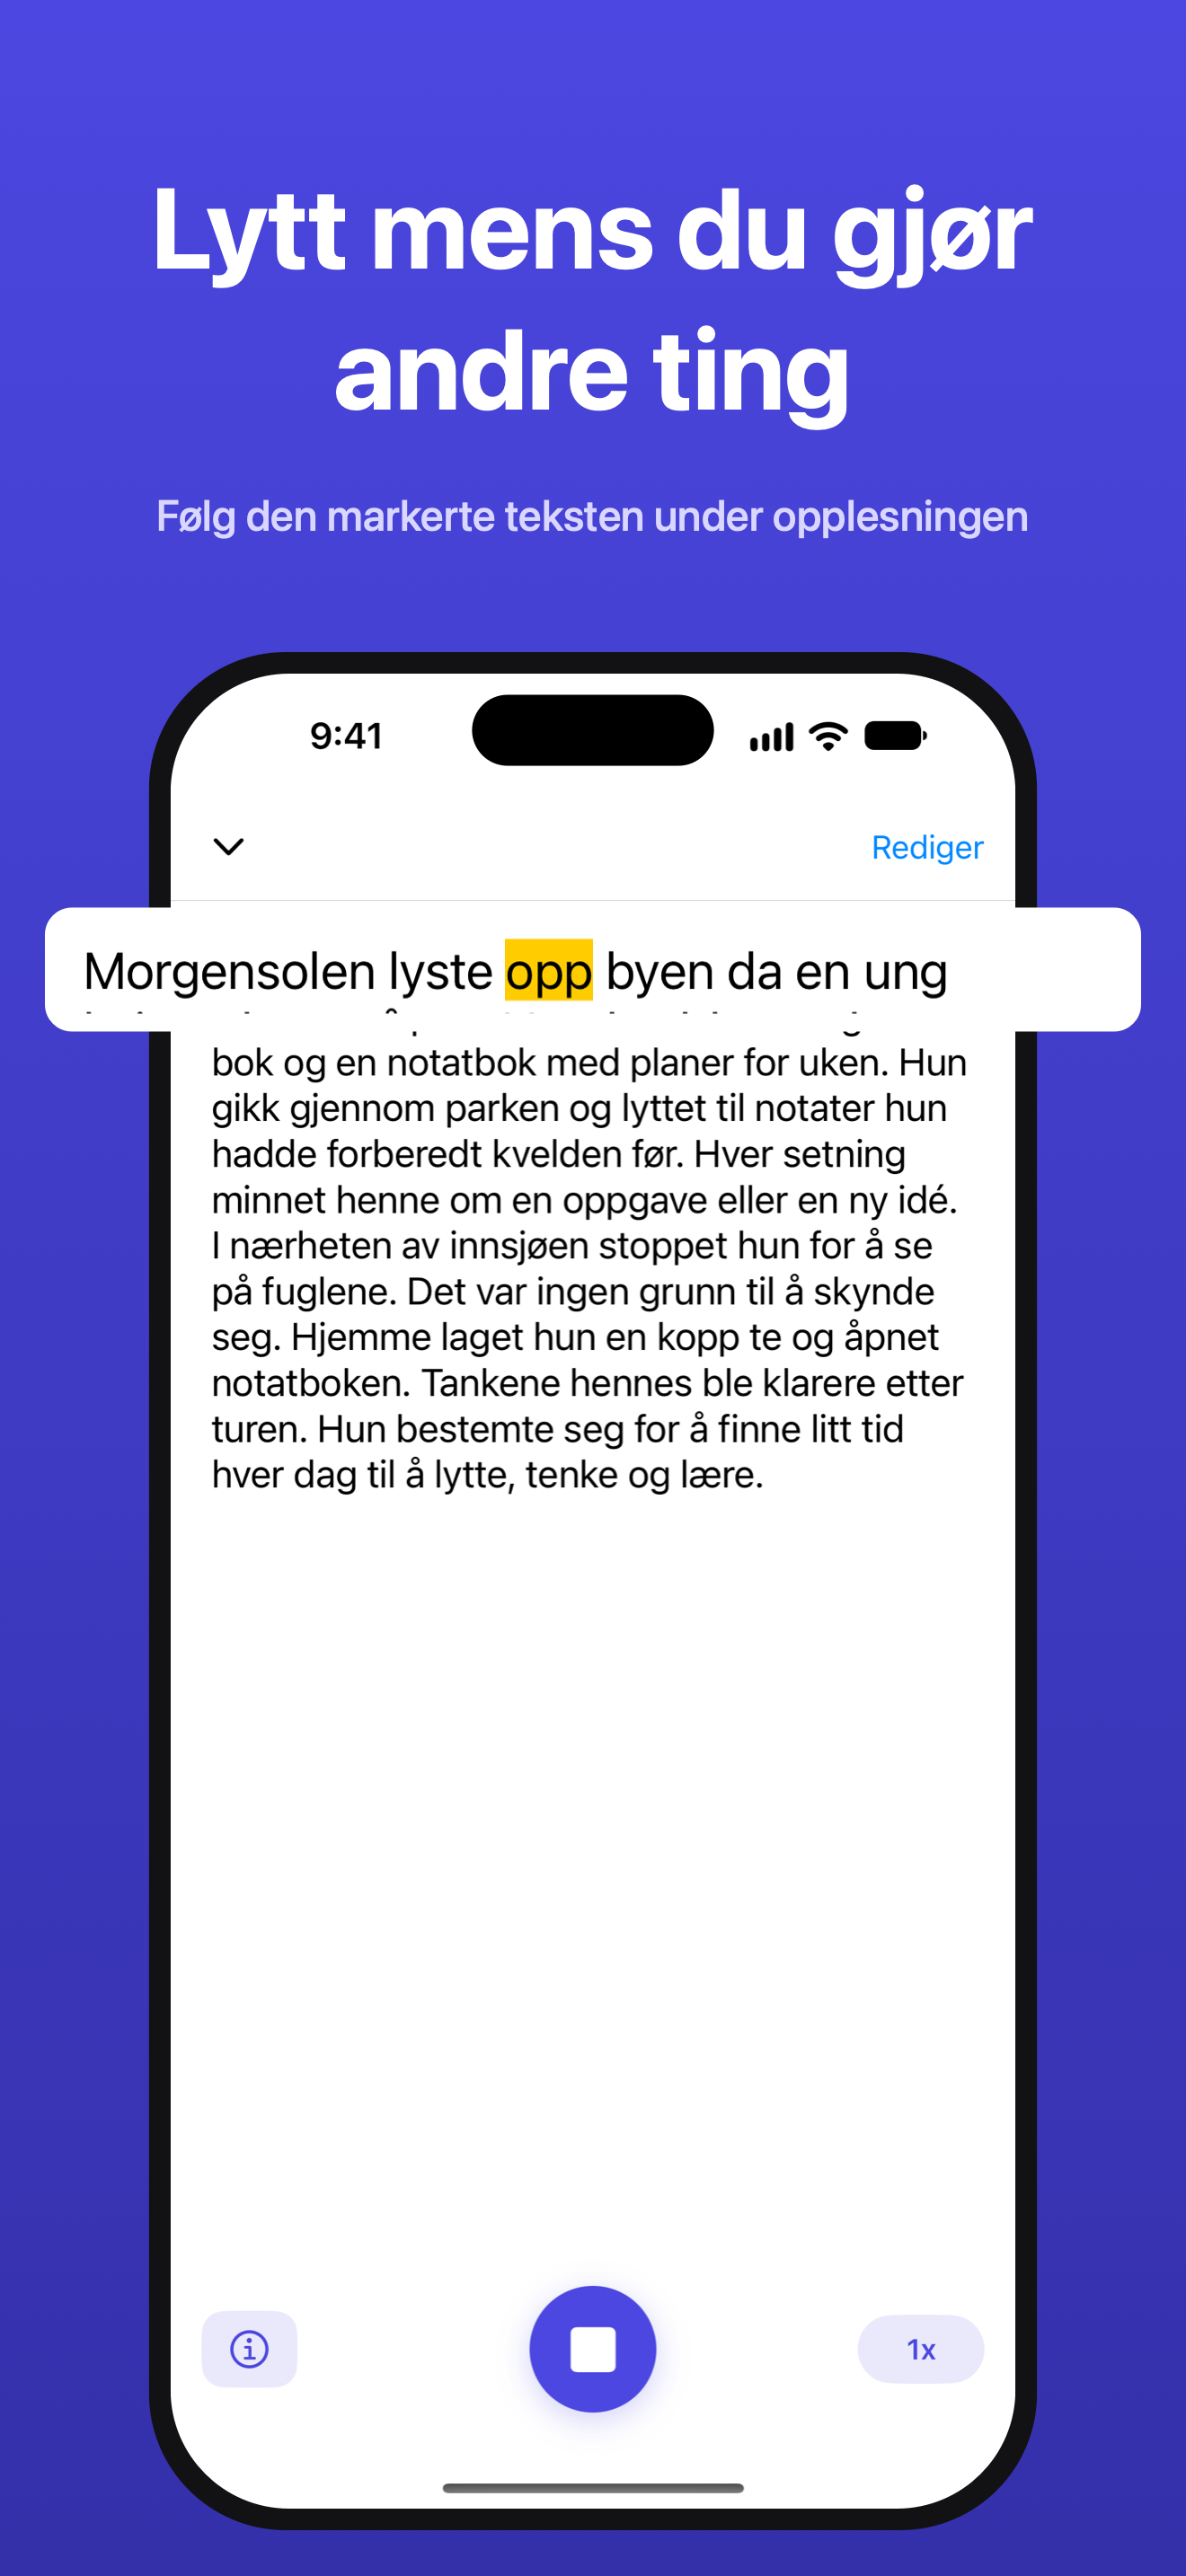 Lytt mens du gjør
andre ting
Følg den markerte teksten under opplesningen
9:41
Rediger
Morgensolen lyste opp byen da en ung
bok og en notatbok med planer for uken. Hun
gikk gjennom parken og lyttet til notater hun
hadde forberedt kvelden før. Hver setning
minnet henne om en oppgave eller en ny idé.
I nærheten av innsjøen stoppet hun for å se
på fuglene. Det var ingen grunn til å skynde
seg. Hjemme laget hun en kopp te og åpnet
notatboken. Tankene hennes ble klarere etter
turen. Hun bestemte seg for å finne litt tid
hver dag til å lytte, tenke og lære.
1x